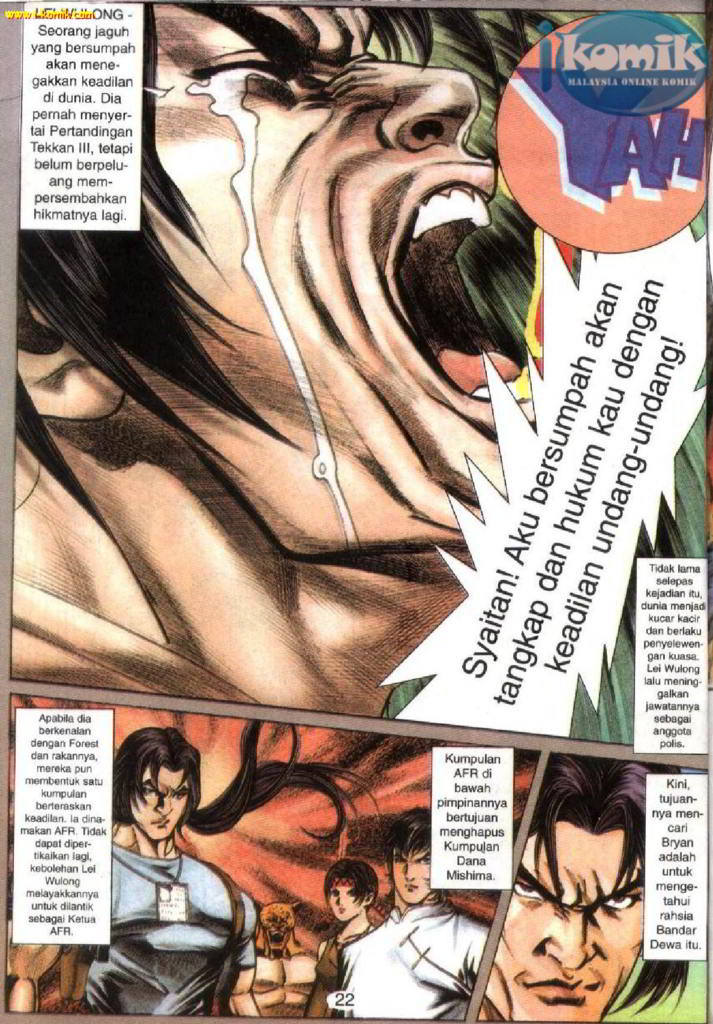 www.i-komik.com
LEI WULONG -
Seorang jaguh
yang bersumpah
akan mene-
gakkan keadilan
di dunia. Dia
pernah menyer-
tai Pertandingan
Tekkan III, tetapi
belum berpelu-
ang mem-
persembahkan
hikmatnya lagi.
ikomik
MALAYSIA ONLINE KOMIK
YAH
Syaitan! Aku bersumpah akan
tangkap dan hukum kau dengan
keadilan undang-undang!
Tidak lama
selepas
kejadian itu,
dunia menjadi
kucar kacir
dan berlaku
penyelewen-
gan kuasa.
Lei Wulong
lalu mening-
galkan
jawatannya
sebagai
anggota
polis.
Apabila dia
berkenalan
dengan Forest
dan rakannya,
mereka pun
membentuk satu
kumpulan
berteraskan
keadilan. Ia dina-
makan AFR. Tidak
dapat diper-
tikaikan lagi,
kebolehan Lei
Wulong
melayakkannya
untuk dilantik
sebagai Ketua
AFR.
Kumpulan
AFR di
bawah
pimpinannya
bertujuan
menghapus
Kumpulan
Dana
Mishima.
Kini,
tujuan-
nya men-
cari
Bryan
adalah
untuk
menge-
tahui
rahsia
Bandar
Dewa itu.
22